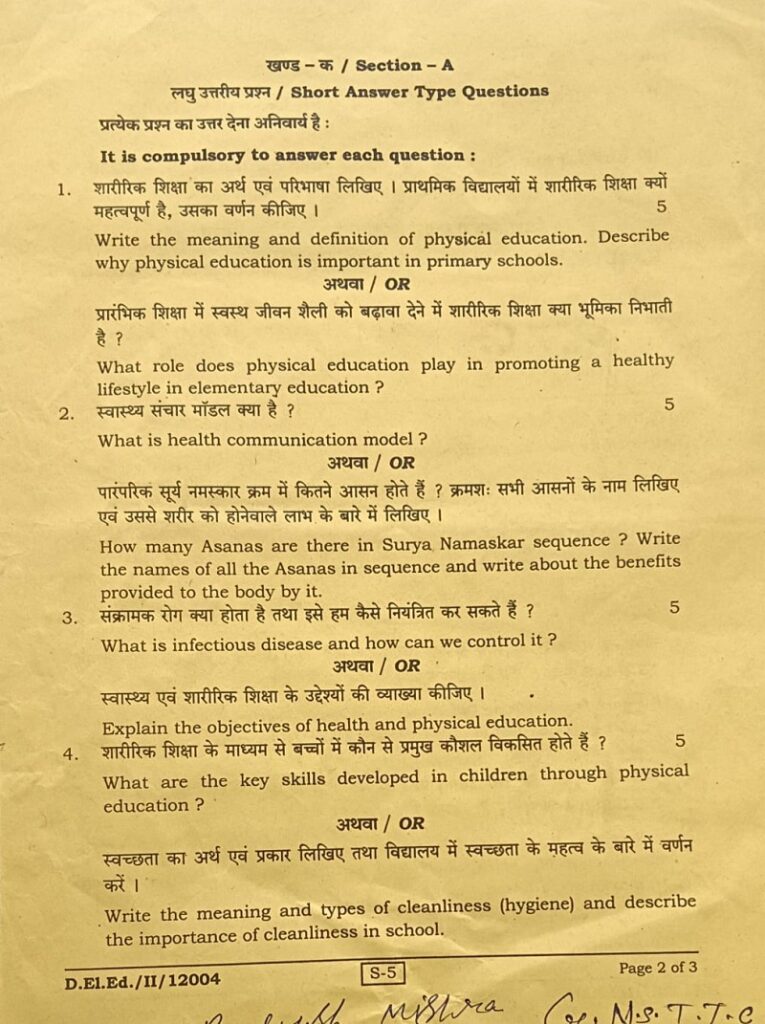 खण्ड – क / Section – A
लघु उत्तरीय प्रश्न / Short Answer Type Questions
प्रत्येक प्रश्न का उत्तर देना अनिवार्य है :
It is compulsory to answer each question :
1. शारीरिक शिक्षा का अर्थ एवं परिभाषा लिखिए । प्राथमिक विद्यालयों में शारीरिक शिक्षा क्यों
महत्वपूर्ण है, उसका वर्णन कीजिए । 5
Write the meaning and definition of physical education. Describe
why physical education is important in primary schools.
अथवा / OR
प्रारंभिक शिक्षा में स्वस्थ जीवन शैली को बढ़ावा देने में शारीरिक शिक्षा क्या भूमिका निभाती
है ?
What role does physical education play in promoting a healthy
lifestyle in elementary education ?
2. स्वास्थ्य संचार मॉडल क्या है ? 5
What is health communication model ?
अथवा / OR
पारंपरिक सूर्य नमस्कार क्रम में कितने आसन होते हैं ? क्रमशः सभी आसनों के नाम लिखिए
एवं उससे शरीर को होनेवाले लाभ के बारे में लिखिए ।
How many Asanas are there in Surya Namaskar sequence ? Write
the names of all the Asanas in sequence and write about the benefits
provided to the body by it.
3. संक्रामक रोग क्या होता है तथा इसे हम कैसे नियंत्रित कर सकते हैं ? 5
What is infectious disease and how can we control it ?
अथवा / OR
स्वास्थ्य एवं शारीरिक शिक्षा के उद्देश्यों की व्याख्या कीजिए ।
Explain the objectives of health and physical education.
4. शारीरिक शिक्षा के माध्यम से बच्चों में कौन से प्रमुख कौशल विकसित होते हैं ? 5
What are the key skills developed in children through physical
education ?
अथवा / OR
स्वच्छता का अर्थ एवं प्रकार लिखिए तथा विद्यालय में स्वच्छता के महत्व के बारे में वर्णन
करें ।
Write the meaning and types of cleanliness (hygiene) and describe
the importance of cleanliness in school.
D.El.Ed./II/12004 S-5 Page 2 of 3
Mishra M.S.T.T.C